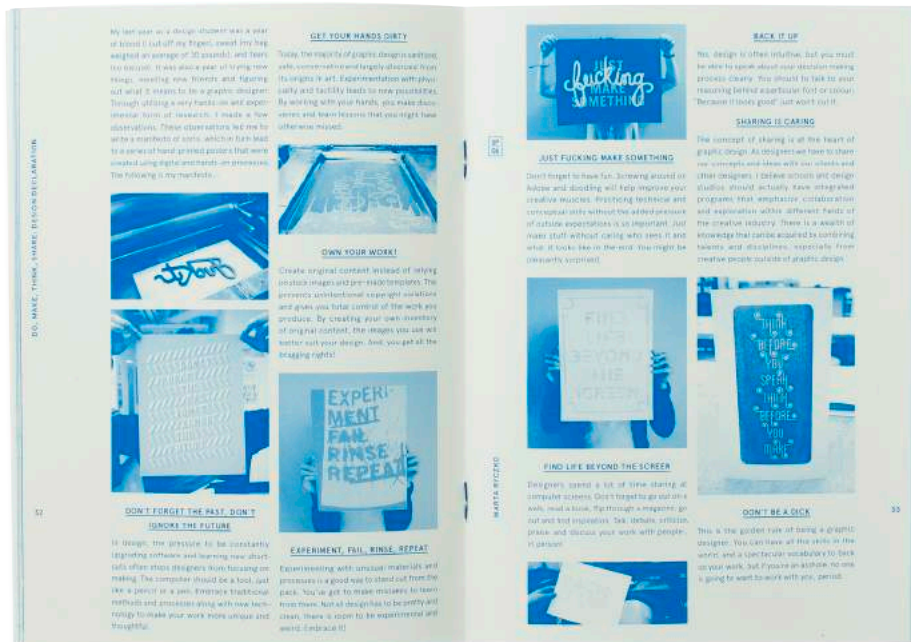 DO, MAKE, THINK, SHARE: DESIGN DECLARATION
52
My last year as a design student was a year
of blood (I cut off my finger), sweat (my bag
weighed an average of 35 pounds), and tears
(no excuse). It was also a year of trying new
things, meeting new friends and figuring
out what it means to be a graphic designer.
Through utilizing a very hands-on and exper-
imental form of research, I made a few
observations. These observations led me to
write a manifesto of sorts, which in turn lead
to a series of hand-printed posters that were
created using digital and hands-on processes.
The following is my manifesto.
DON'T FORGET THE PAST, DON'T
IGNORE THE FUTURE
In design, the pressure to be constantly
upgrading software and learning new short-
cuts often stops designers from focusing on
making. The computer should be a tool, just
like a pencil or a pen. Embrace traditional
methods and processes along with new tech-
nology to make your work more unique and
thoughtful.
GET YOUR HANDS DIRTY
Today, the majority of graphic design is sanitized,
safe, conservative and largely divorced from
its origins in art. Experimentation with physi-
cality and tactility leads to new possibilities.
By working with your hands, you make disco-
veries and learn lessons that you might have
otherwise missed.
OWN YOUR WORK!
Create original content instead of relying
on stock images and pre-made templates. This
prevents unintentional copyright violations
and gives you total control of the work you
produce. By creating your own inventory
of original content, the images you use will
better suit your design. And, you get all the
bragging rights!
EXPERI-
MENT
FAIL
RINSE
REPEAT
EXPERIMENT, FAIL, RINSE, REPEAT
Experimenting with unusual materials and
processes is a good way to stand out from the
pack. You've got to make mistakes to learn
from them. Not all design has to be pretty and
clean, there is room to be experimental and
weird. Embrace it!
MARTA RYCZKO
JUST
fucking
MAKE
SOMETHING
JUST FUCKING MAKE SOMETHING
Don't forget to have fun. Screwing around on
Adobe and doodling will help improve your
creative muscles. Practicing technical and
conceptual skills without the added pressure
of outside expectations is so important. Just
make stuff without caring who sees it and
what it looks like in the end. You might be
pleasantly surprised.
FIND LIFE BEYOND THE SCREEN
Designers spend a lot of time staring at
computer screens. Don't forget to go out on a
walk, read a book, flip through a magazine, go
out and find inspiration. Talk, debate, criticize,
praise and discuss your work with people,
in person!
BACK IT UP
Yes, design is often intuitive, but you must
be able to speak about your decision making
process clearly. You should to talk to your
reasoning behind a particular font or colour.
"Because it looks good" just won't cut it.
SHARING IS CARING
The concept of sharing is at the heart of
graphic design. As designers we have to share
our concepts and ideas with our clients and
other designers. I believe schools and design
studios should actually have integrated
programs that emphasize collaboration
and exploration within different fields of
the creative industry. There is a wealth of
knowledge that can be acquired by combining
talents and disciplines, especially from
creative people outside of graphic design.
THINK
BEFORE
YOU
SPEAK
THINK
BEFORE
YOU
MAKE
DON'T BE A DICK
This is the golden rule of being a graphic
designer. You can have all the skills in the
world, and a spectacular vocabulary to back
up your work, but if you're an asshole, no one
is going to want to work with you, period.
53